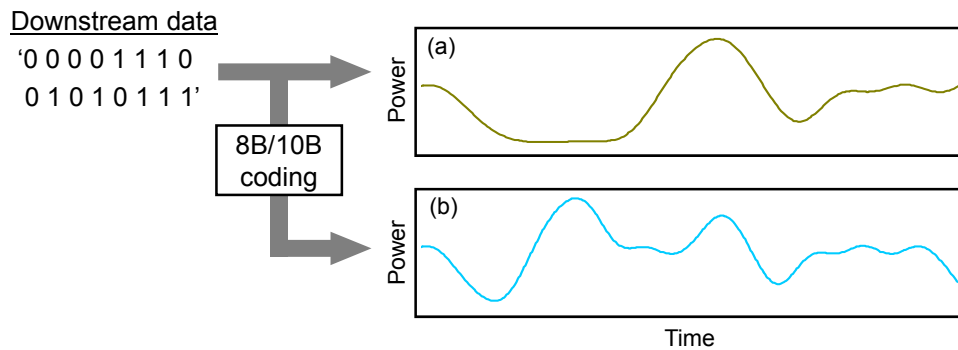 Downstream data
‘0 0 0 0 1 1 1 0
0 1 0 1 0 1 1 1’
8B/10B
coding
(a)
Power
(b)
Power
Time